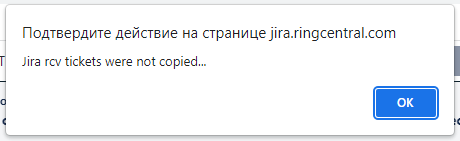 Подтвердите действие на странице jira.ringcentral.com
Jira rcv tickets were not copied...
OK